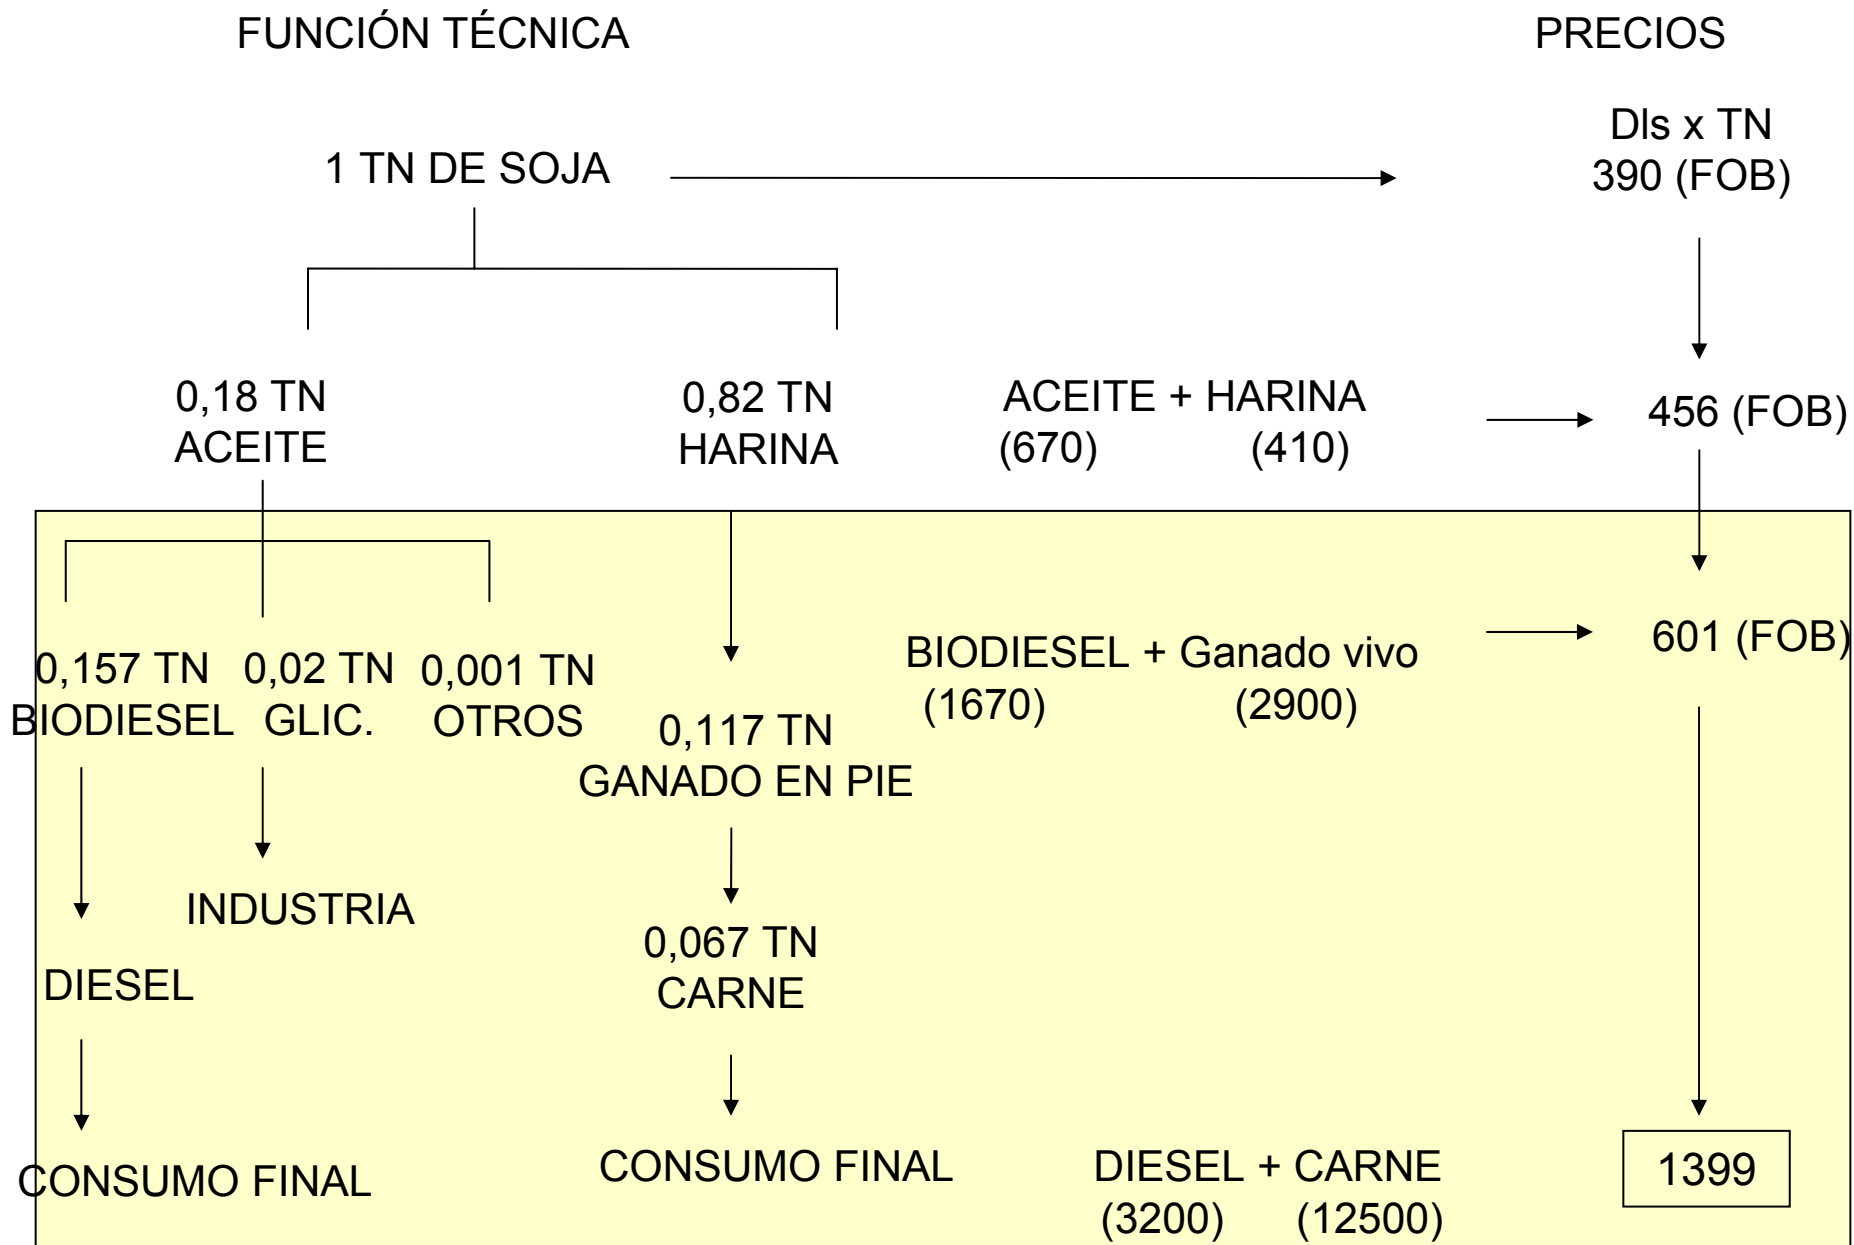 FUNCIÓN TÉCNICA
PRECIOS
Dls x TN
1 TN DE SOJA
390 (FOB)
0,18 TN
ACEITE
0,82 TN
HARINA
ACEITE + HARINA
(670) (410)
456 (FOB)
0,157 TN
BIODIESEL
0,02 TN
GLIC.
0,001 TN
OTROS
BIODIESEL + Ganado vivo
(1670) (2900)
601 (FOB)
0,117 TN
GANADO EN PIE
INDUSTRIA
0,067 TN
CARNE
DIESEL
CONSUMO FINAL
CONSUMO FINAL
DIESEL + CARNE
(3200) (12500)
1399